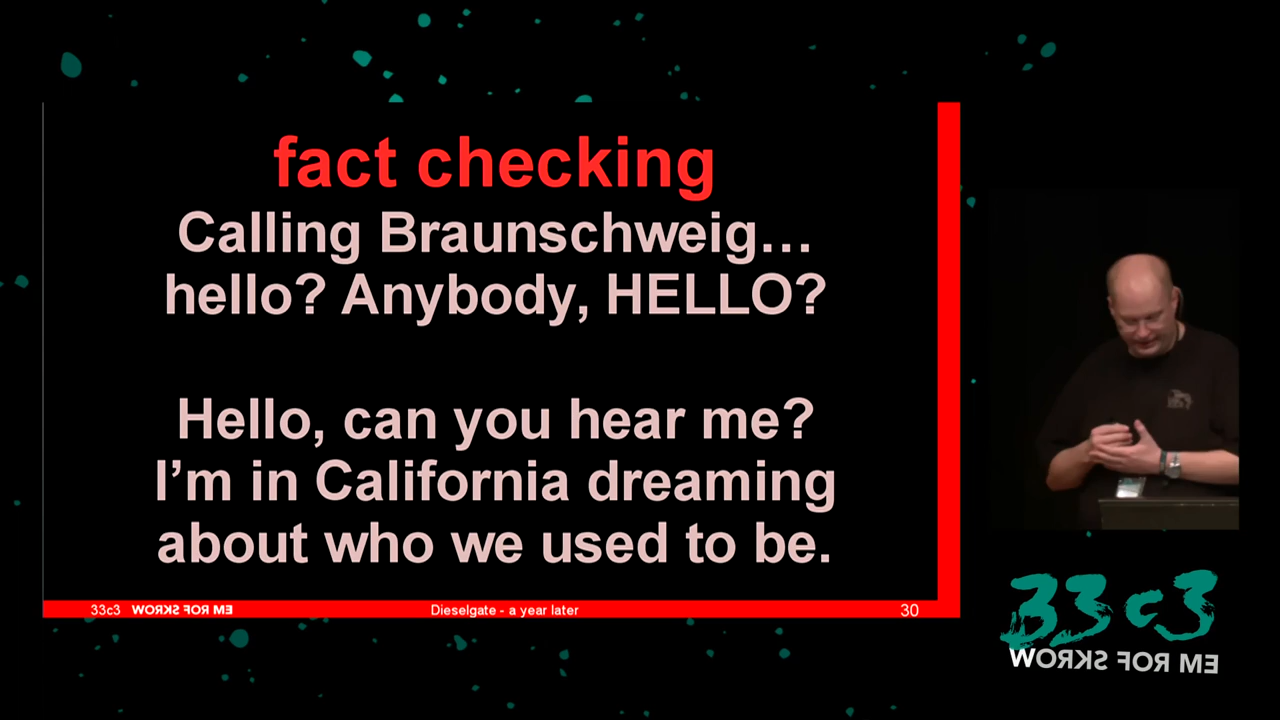 fact checking
Calling Braunschweig…
hello? Anybody, HELLO?
Hello, can you hear me?
I’m in California dreaming
about who we used to be.
33c3 WORKS FOR ME
Dieselgate - a year later
30
33c3
WORKS FOR ME